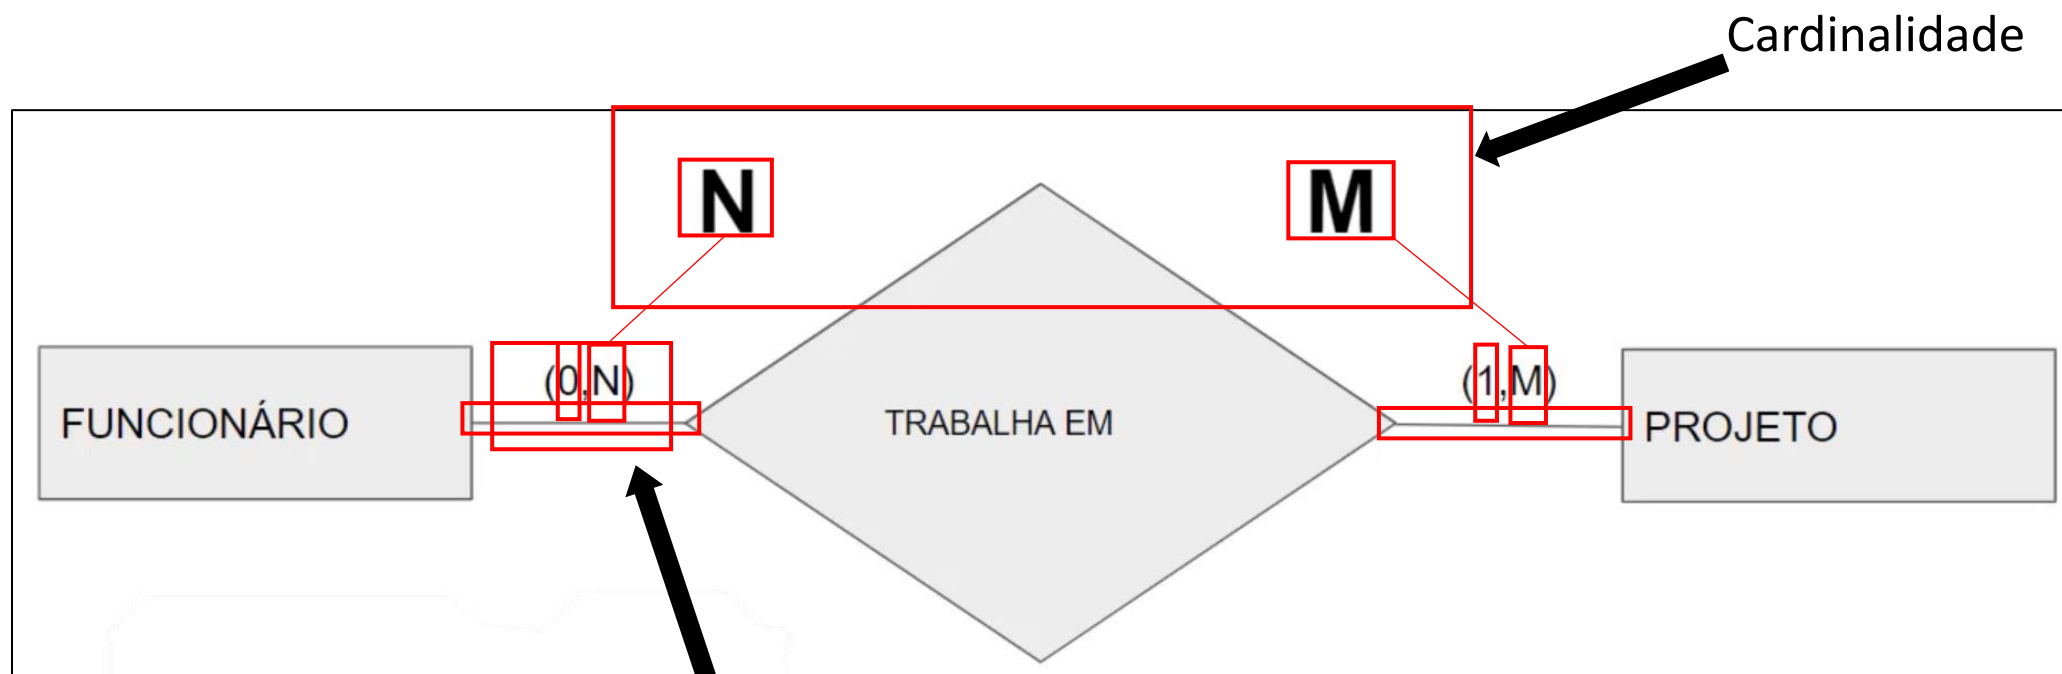 Cardinalidade
N M
(0,N) (1,M)
FUNCIONÁRIO TRABALHA EM PROJETO